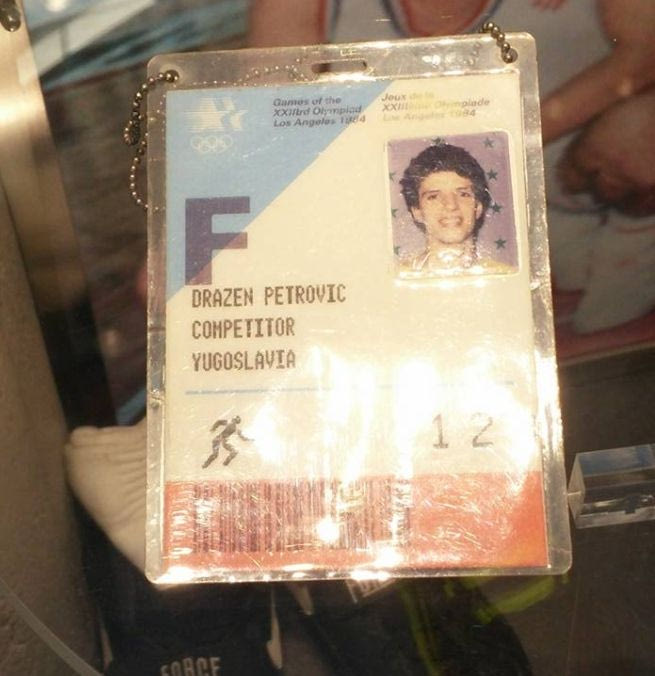 Games of the
XXIIIrd Olympiad
Los Angeles 1984
Jeux de la
XXIIIème Olympiade
Los Angeles 1984
F
DRAZEN PETROVIC
COMPETITOR
YUGOSLAVIA
12
FORCE